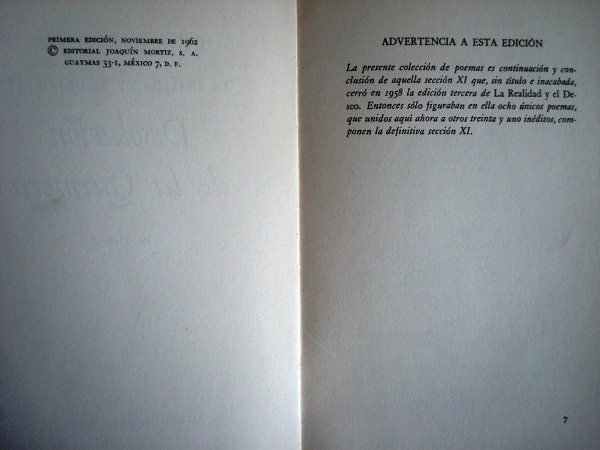 PRIMERA EDICIÓN, NOVIEMBRE DE 1962
© EDITORIAL JOAQUÍN MORTIZ, S. A.
GUAYMAS 33-1, MÉXICO 7, D. F.
ADVERTENCIA A ESTA EDICIÓN
La presente colección de poemas es continuación y con-
clusión de aquella sección XI que, sin título e inacabada,
cerró en 1958 la edición tercera de La Realidad y el De-
seo. Entonces sólo figuraban en ella ocho únicos poemas,
que unidos aquí ahora a otros treinta y uno inéditos, com-
ponen la definitiva sección XI.
7